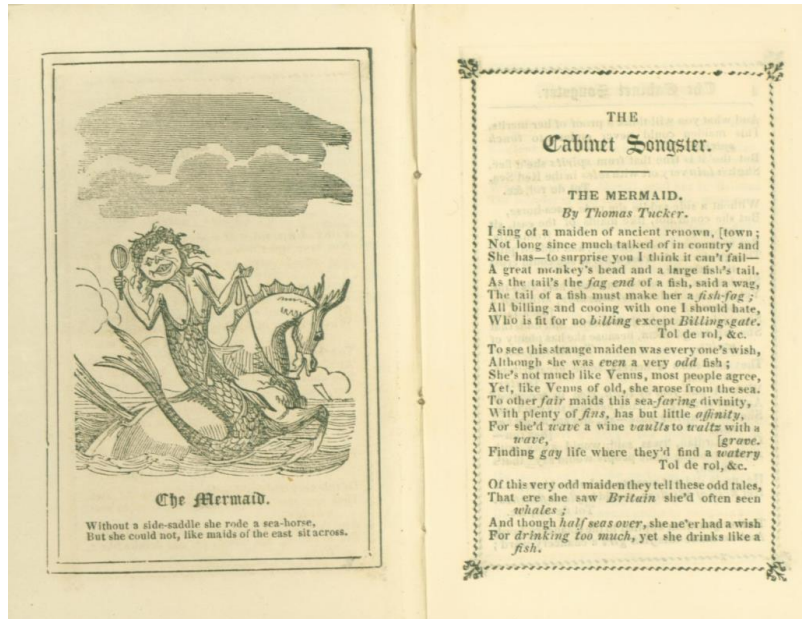 The Mermaid.
Without a side-saddle she rode a sea-horse,
But she could not, like maids of the east sit across.
THE
Cabinet Songster.
THE MERMAID.
By Thomas Tucker.
I sing of a maiden of ancient renown, [town ;
Not long since much talked of in country and
She has—to surprise you I think it can't fail—
A great monkey's head and a large fish's tail.
As the tail's the fag end of a fish, said a wag,
The tail of a fish must make her a fish-fag ;
All billing and cooing with one I should hate,
Who is fit for no billing except Billingsgate.
Tol de rol, &c.
To see this strange maiden was every one's wish,
Although she was even a very odd fish ;
She's not much like Venus, most people agree,
Yet, like Venus of old, she arose from the sea.
To other fair maids this sea-faring divinity,
With plenty of fins, has but little affinity,
For she'd wave a wine vaults to waltz with a
wave, [grave.
Finding gay life where they'd find a watery
Tol de rol, &c.
Of this very odd maiden they tell these odd tales,
That ere she saw Britain she'd often seen
whales ;
And though half seas over, she ne'er had a wish
For drinking too much, yet she drinks like a
fish.